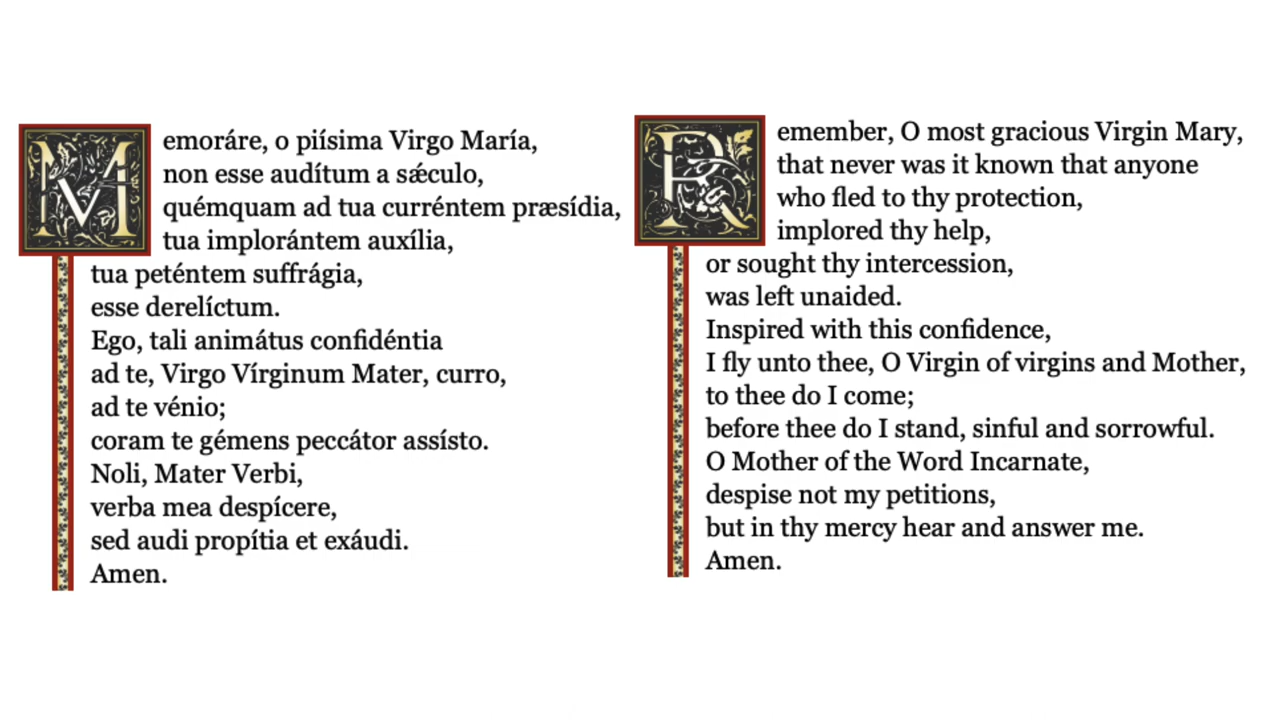 Memoráre, o piísima Virgo María,
non esse audítum a sǽculo,
quémquam ad tua curréntem præsídia,
tua implorántem auxília,
tua peténtem suffrágia,
esse derelíctum.
Ego, tali animátus confidéntia
ad te, Virgo Vírginum Mater, curro,
ad te vénio;
coram te gémens peccátor assísto.
Noli, Mater Verbi,
verba mea despícere,
sed audi propítia et exáudi.
Amen.
Remember, O most gracious Virgin Mary,
that never was it known that anyone
who fled to thy protection,
implored thy help,
or sought thy intercession,
was left unaided.
Inspired with this confidence,
I fly unto thee, O Virgin of virgins and Mother,
to thee do I come;
before thee do I stand, sinful and sorrowful.
O Mother of the Word Incarnate,
despise not my petitions,
but in thy mercy hear and answer me.
Amen.